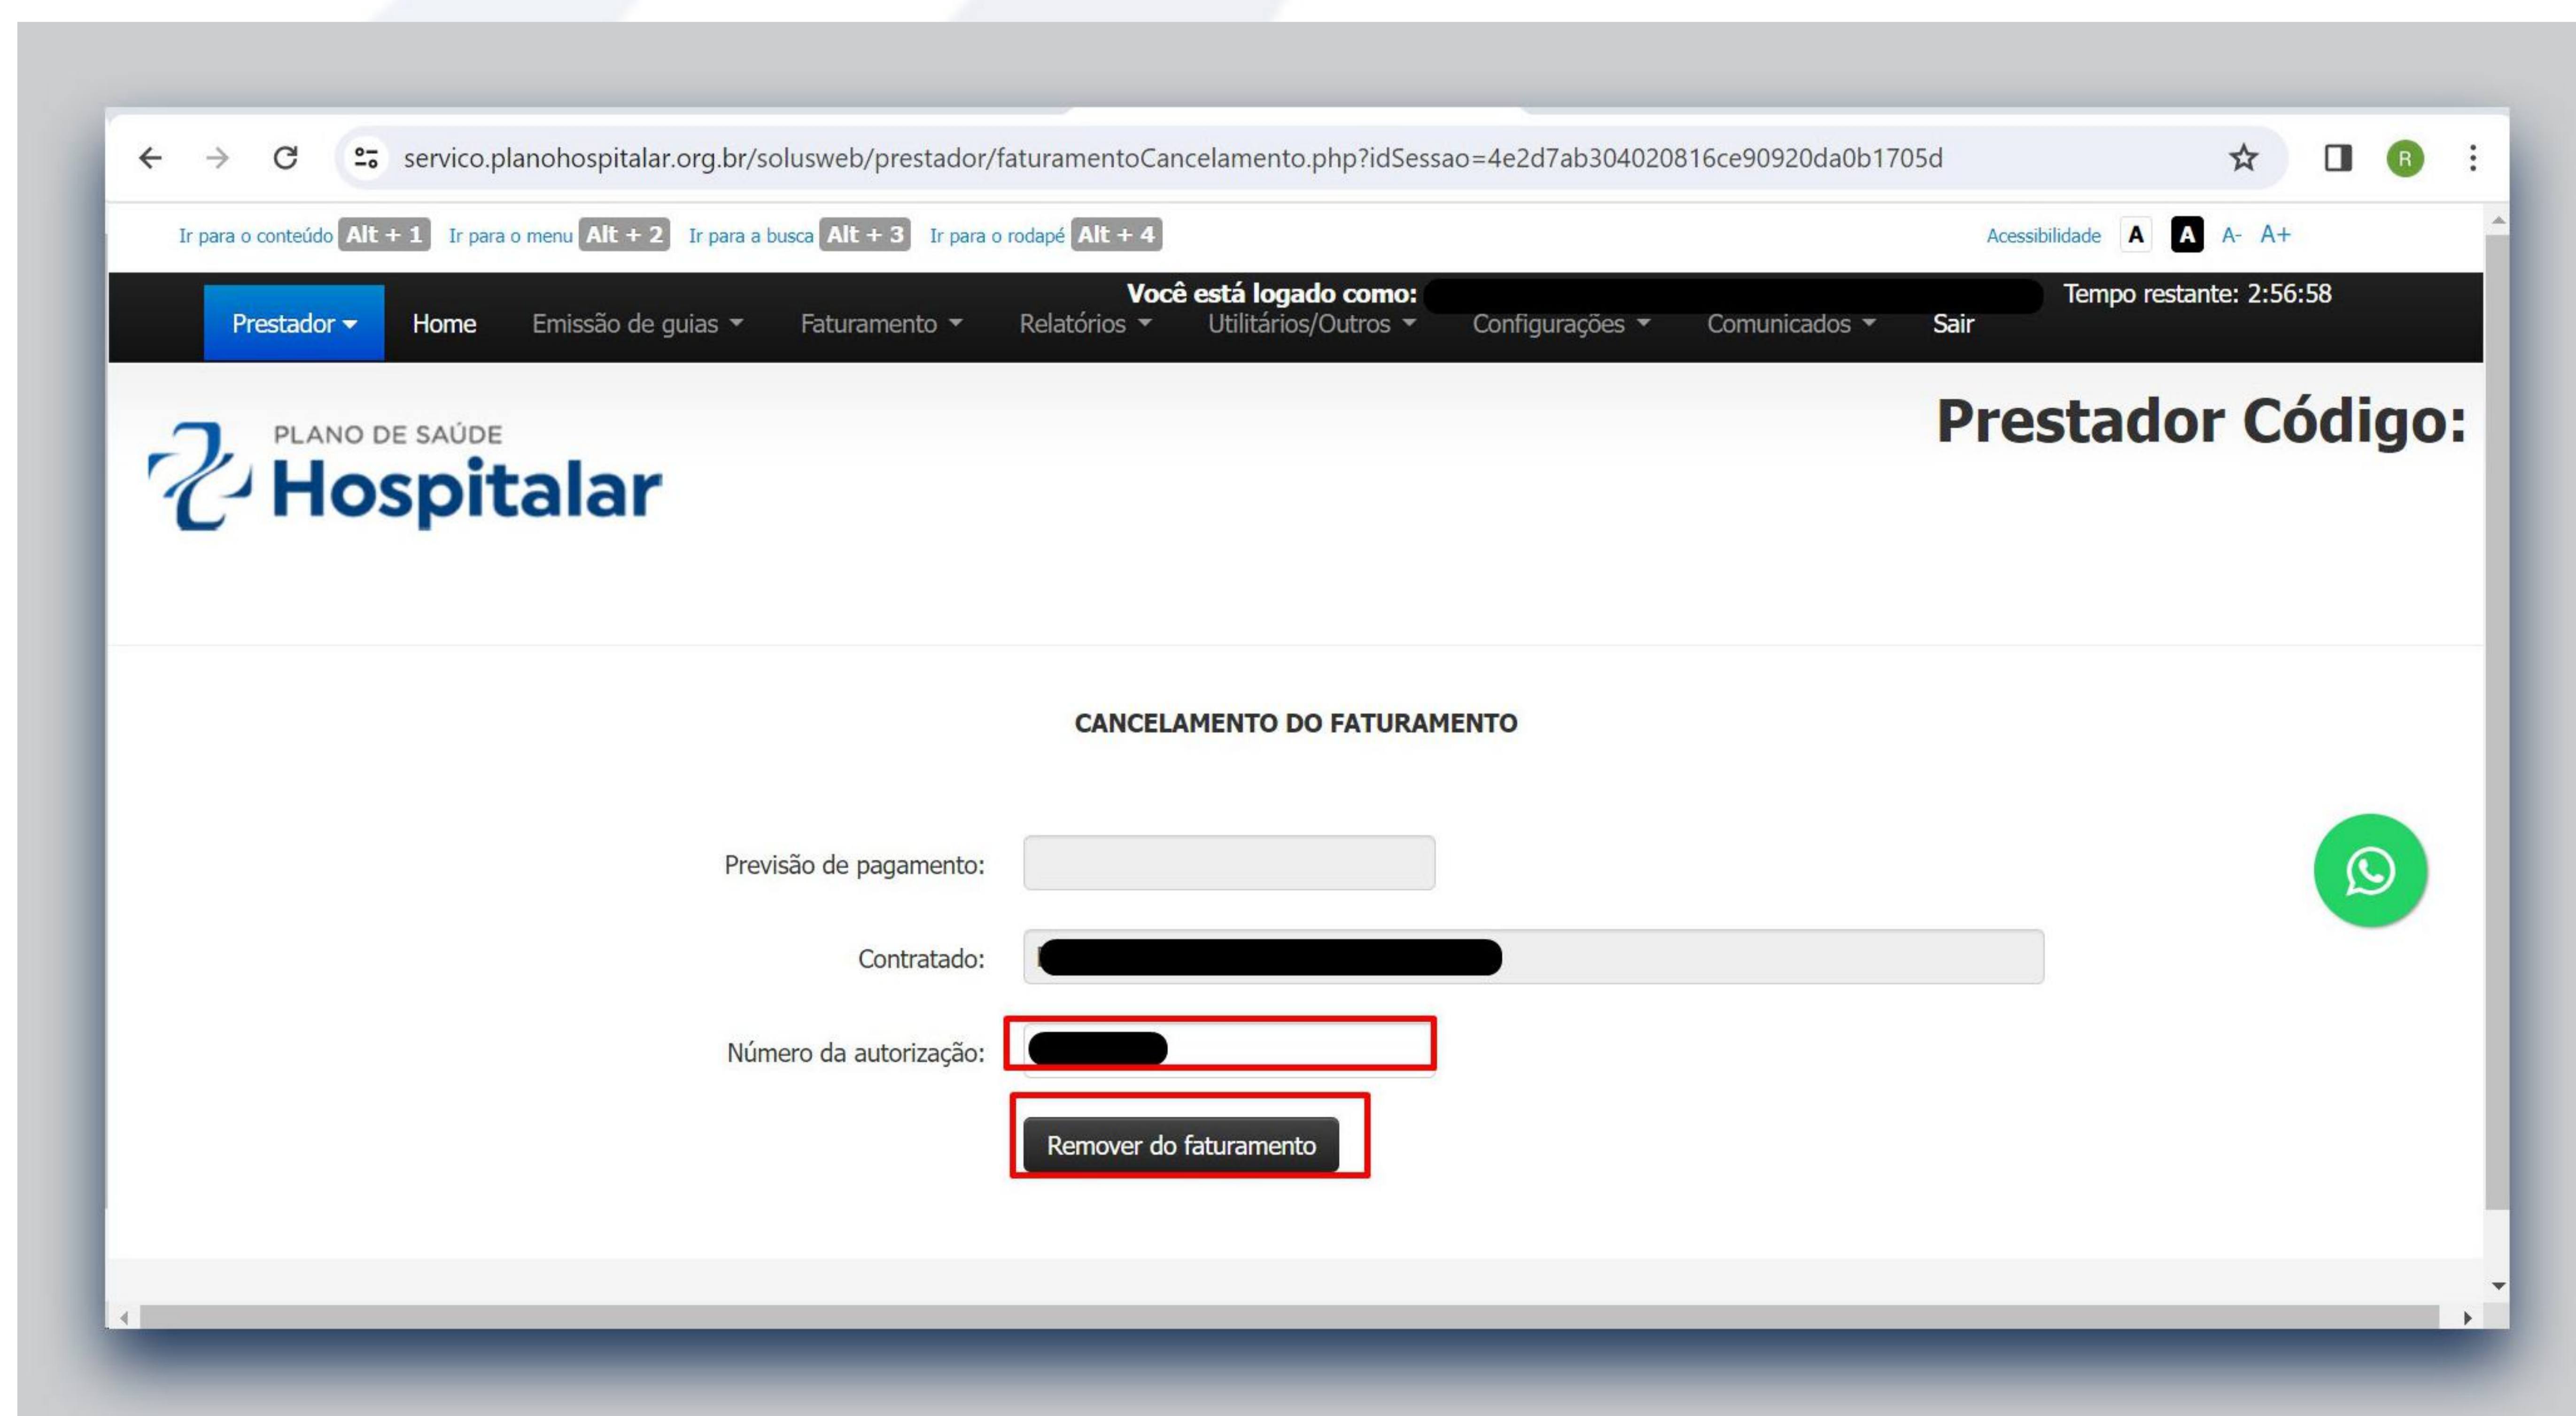 servico.planohospitalar.org.br/solusweb/prestador/faturamentoCancelamento.php?idSessao=4e2d7ab304020816ce90920da0b1705d
R
Ir para o conteúdo Alt + 1 Ir para o menu Alt + 2 Ir para a busca Alt + 3 Ir para o rodapé Alt + 4
Acessibilidade A A A- A+
Você está logado como:
Tempo restante: 2:56:58
Prestador Home Emissão de guias Faturamento Relatórios Utilitários/Outros Configurações Comunicados Sair
Prestador Código:
PLANO DE SAÚDE
Hospitalar
CANCELAMENTO DO FATURAMENTO
Previsão de pagamento:
Contratado:
Número da autorização:
Remover do faturamento